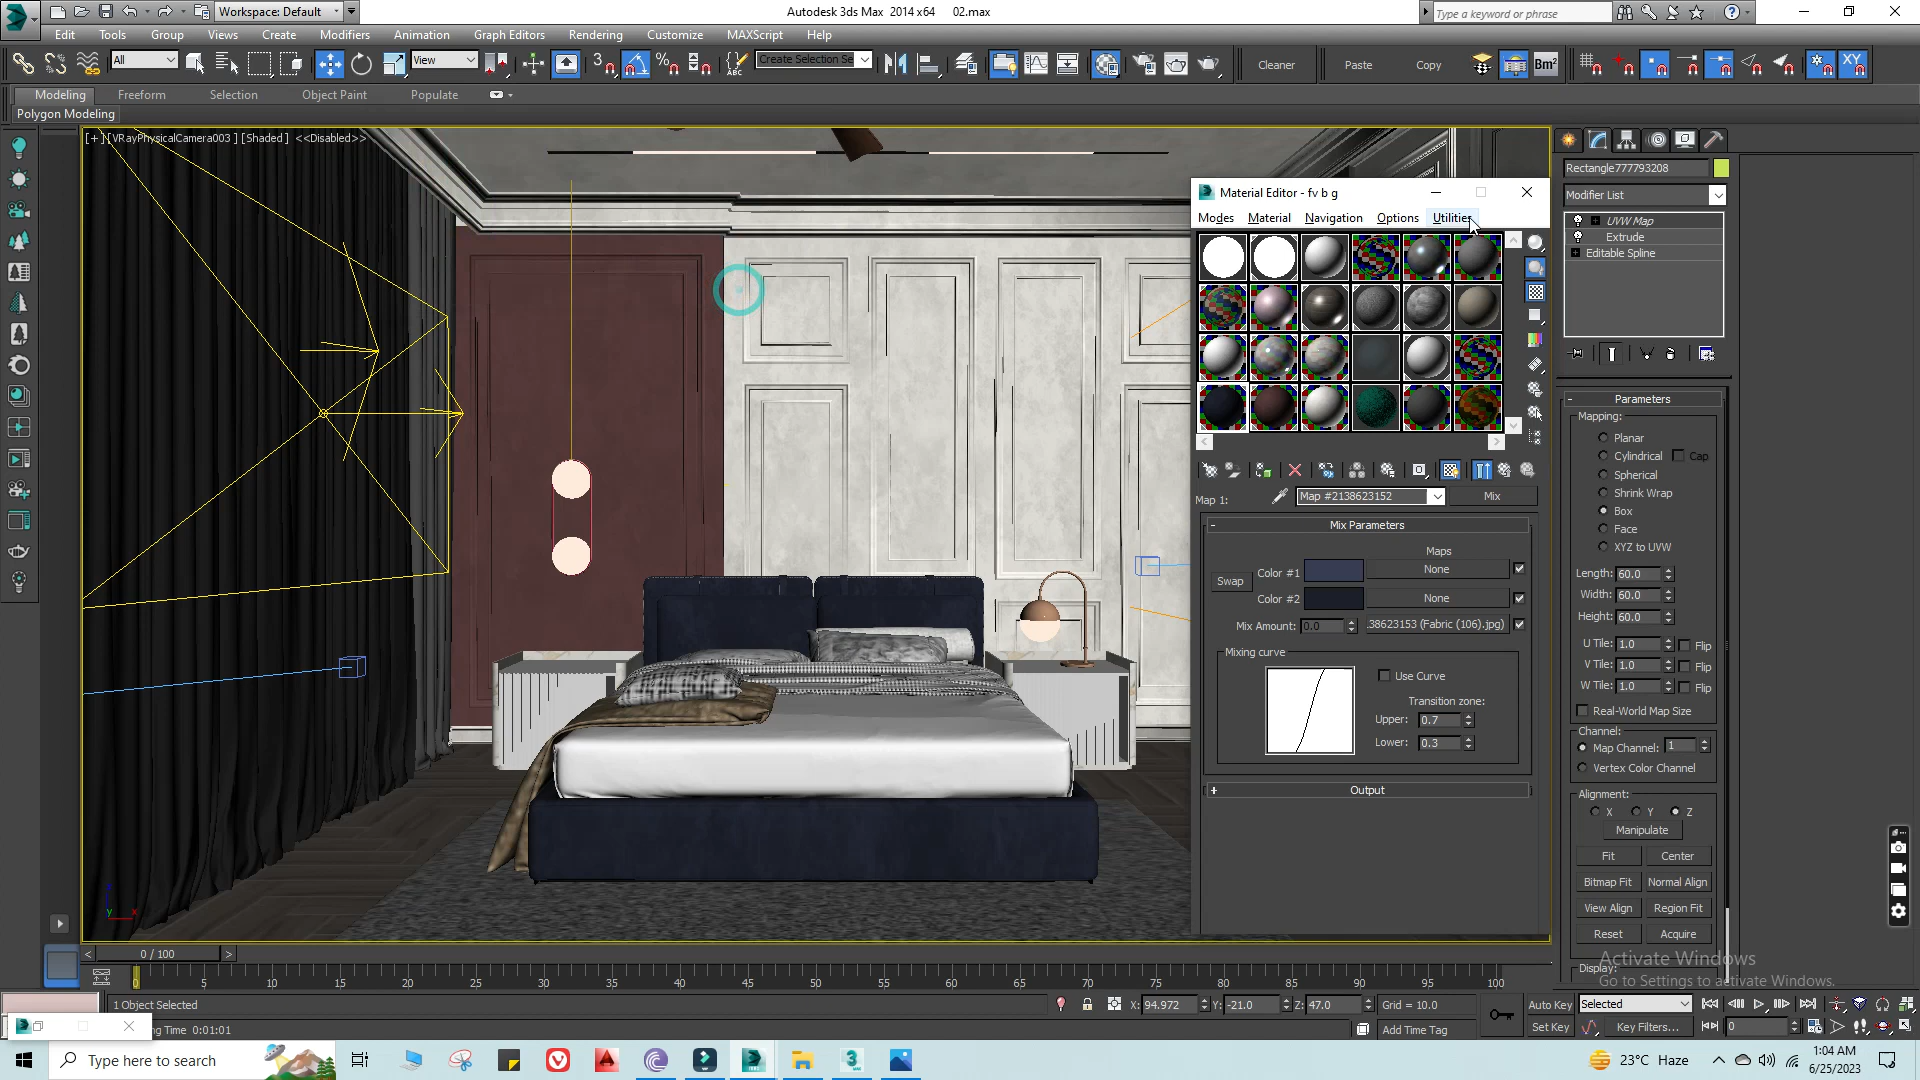 Workspace: Default
Autodesk 3ds Max 2014 x64 02.max
Type a keyword or phrase
Edit Tools Group Views Create Modifiers Animation Graph Editors Rendering Customize MAXScript Help
All
View
3
Create Selection Se
Cleaner
Paste
Copy
Bm²
XY
Modeling Freeform Selection Object Paint Populate
Polygon Modeling
[+] [VRayPhysicalCamera003 ] [Shaded ] <<Disabled>>
Material Editor - fv b g
Modes Material Navigation Options Utilities
Map 1:
Map #2138623152
Mix
Mix Parameters
Maps
Swap
Color #1
None
Color #2
None
Mix Amount: 0.0
.38623153 (Fabric (106).jpg)
Mixing curve
Use Curve
Transition zone:
Upper: 0.7
Lower: 0.3
Output
Rectangle777793208
Modifier List
UVW Map
Extrude
Editable Spline
Parameters
Mapping:
Planar
Cylindrical Cap
Spherical
Shrink Wrap
Box
Face
XYZ to UVW
Length: 60.0
Width: 60.0
Height: 60.0
U Tile: 1.0 Flip
V Tile: 1.0 Flip
W Tile: 1.0 Flip
Real-World Map Size
Channel:
Map Channel: 1
Vertex Color Channel
Alignment:
X Y Z
Manipulate
Fit Center
Bitmap Fit Normal Align
View Align Region Fit
Reset Acquire
Display:
Activate Windows
Go to Settings to activate Windows.
y x
< 0 / 100 >
0 5 10 15 20 25 30 35 40 45 50 55 60 65 70 75 80 85 90 95 100
1 Object Selected
X: 94.972 Y: -21.0 Z: 47.0 Grid = 10.0
Auto Key Selected
ng Time 0:01:01
Add Time Tag
Set Key Key Filters... 0
Type here to search
23°C Haze
1:04 AM
6/25/2023